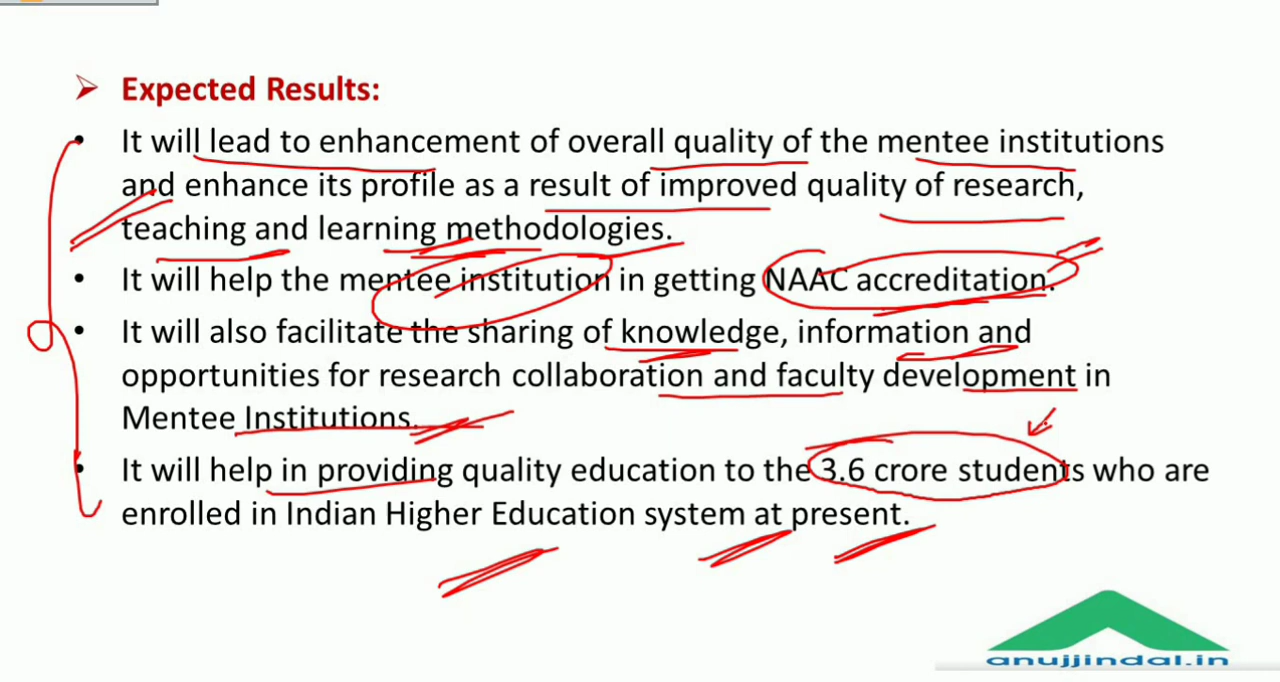 Expected Results:
It will lead to enhancement of overall quality of the mentee institutions
and enhance its profile as a result of improved quality of research,
teaching and learning methodologies.
It will help the mentee institution in getting NAAC accreditation.
It will also facilitate the sharing of knowledge, information and
opportunities for research collaboration and faculty development in
Mentee Institutions.
It will help in providing quality education to the 3.6 crore students who are
enrolled in Indian Higher Education system at present.
anujjindal.in